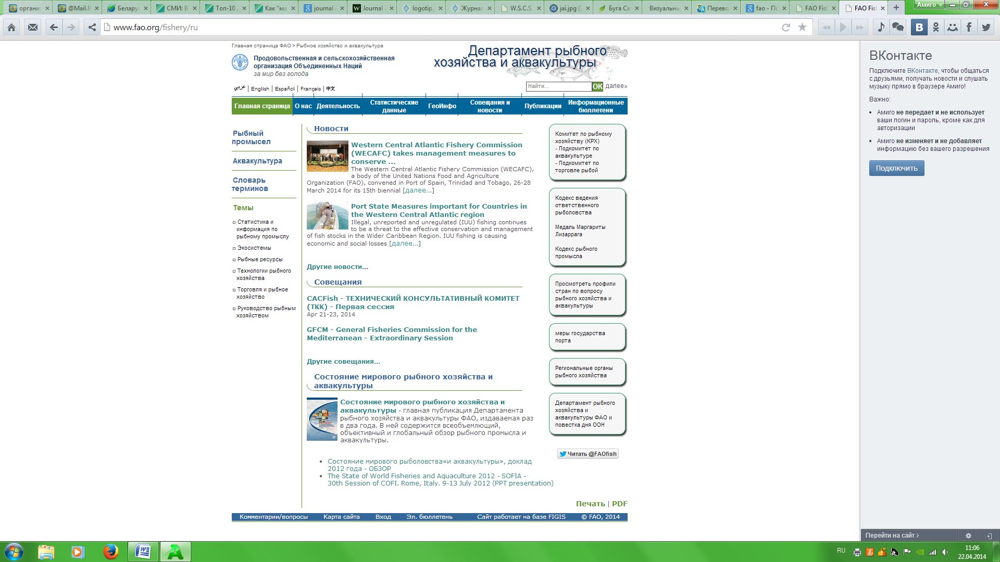 организ
@Mail.R
Беларус
СМИ: В
Топ-10
Как "ма
journal
Journal
logotip.
Журнал
W.S.C.S.
jai.jpg
Буга Се
Визуальны
Перевод
fao - По
FAO Fish
FAO Fish
Амиго
www.fao.org/fishery/ru
Главная страница ФАО > Рыбное хозяйство и аквакультура
Продовольственная и сельскохозяйственная
организация Объединенных Наций
за мир без голода
Департамент рыбного
хозяйства и аквакультуры
عربي | English | Español | Français | 中文
Найти... OK далее»
Главная страница
О нас
Деятельность
Статистические
данные
ГеоИнфо
Совещания и
новости
Публикации
Информационные
бюллетени
Рыбный
промысел
Аквакультура
Словарь
терминов
Темы
Статистика и
информация по
рыбному промыслу
Экосистемы
Рыбные ресурсы
Технологии рыбного
хозяйства
Торговля и рыбное
хозяйство
Руководство рыбным
хозяйством
Новости
Western Central Atlantic Fishery Commission
(WECAFC) takes management measures to
conserve ...
The Western Central Atlantic Fishery Commission (WECAFC),
a body of the United Nations Food and Agriculture
Organization (FAO), convened in Port of Spain, Trinidad and Tobago, 26-28
March 2014 for its 15th biennial [далее...]
Port State Measures important for Countries in
the Western Central Atlantic region
Illegal, unreported and unregulated (IUU) fishing continues
to be a threat to the effective conservation and management
of fish stocks in the Wider Caribbean Region. IUU fishing is causing
economic and social losses [далее...]
Другие новости...
Совещания
CACFish - ТЕХНИЧЕСКИЙ КОНСУЛЬТАТИВНЫЙ КОМИТЕТ
(ТКК) - Первая сессия
Apr 21-23, 2014
GFCM - General Fisheries Commission for the
Mediterranean - Extraordinary Session
Другие совещания...
Состояние мирового рыбного хозяйства и
аквакультуры
Состояние мирового рыбного хозяйства и
аквакультуры - главная публикация Департамента
рыбного хозяйства и аквакультуры ФАО, издаваемая раз
в два года. В ней содержится всеобъемлющий,
объективный и глобальный обзор рыбного промысла и
аквакультуры.
Состояние мирового рыболовства«и аквакультуры», доклад
2012 года - ОБЗОР
The State of World Fisheries and Aquaculture 2012 - SOFIA -
30th Session of COFI. Rome, Italy. 9-13 July 2012 (PPT presentation)
Комитет по рыбному
хозяйству (КРХ)
- Подкомитет по
аквакультуре
- Подкомитет по
торговле рыбой
Кодекс ведения
ответственного
рыболовства
Медаль Маргариты
Лизаррага
Кодекс рыбного
промысла
Просмотреть профили
стран по вопросу
рыбного хозяйства и
аквакультуры
меры государства
порта
Региональные органы
рыбного хозяйства
Департамент рыбного
хозяйства и
аквакультуры ФАО и
повестка дня ООН
Читать @FAOfish
Печать | PDF
Комментарии/вопросы
Карта сайта
Вход
Эл. бюллетень
Сайт работает на базе FIGIS
© FAO, 2014
ВКонтакте
Подключите ВКонтакте, чтобы общаться
с друзьями, получать новости и слушать
музыку прямо в браузере Амиго!
Важно:
Амиго не передает и не использует
ваши логин и пароль, кроме как для
авторизации
Амиго не изменяет и не добавляет
информацию без вашего разрешения
Подключить
Перейти на сайт
RU
11:06
22.04.2014